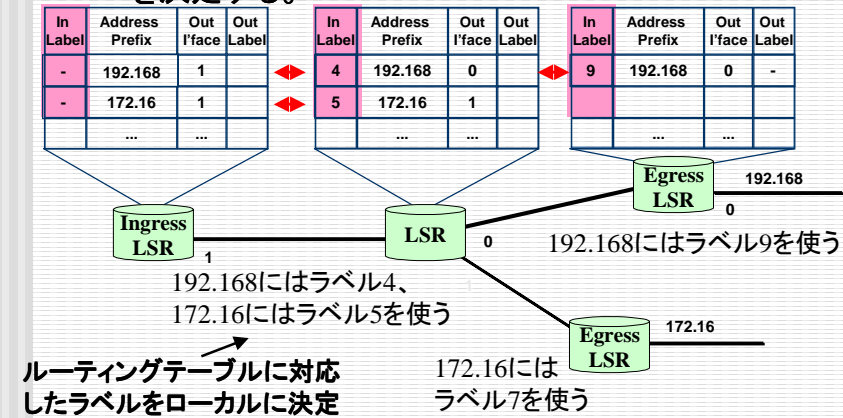 を決定する。
In Label Address Prefix Out I'face Out Label
- 192.168 1
- 172.16 1
... ...
In Label Address Prefix Out I'face Out Label
4 192.168 0
5 172.16 1
... ...
In Label Address Prefix Out I'face Out Label
9 192.168 0 -
... ...
Ingress
LSR
1
LSR
0
1
Egress
LSR
192.168
0
192.168にはラベル9を使う
192.168にはラベル4、
172.16にはラベル5を使う
ルーティングテーブルに対応
したラベルをローカルに決定
Egress
LSR
172.16
172.16には
ラベル7を使う